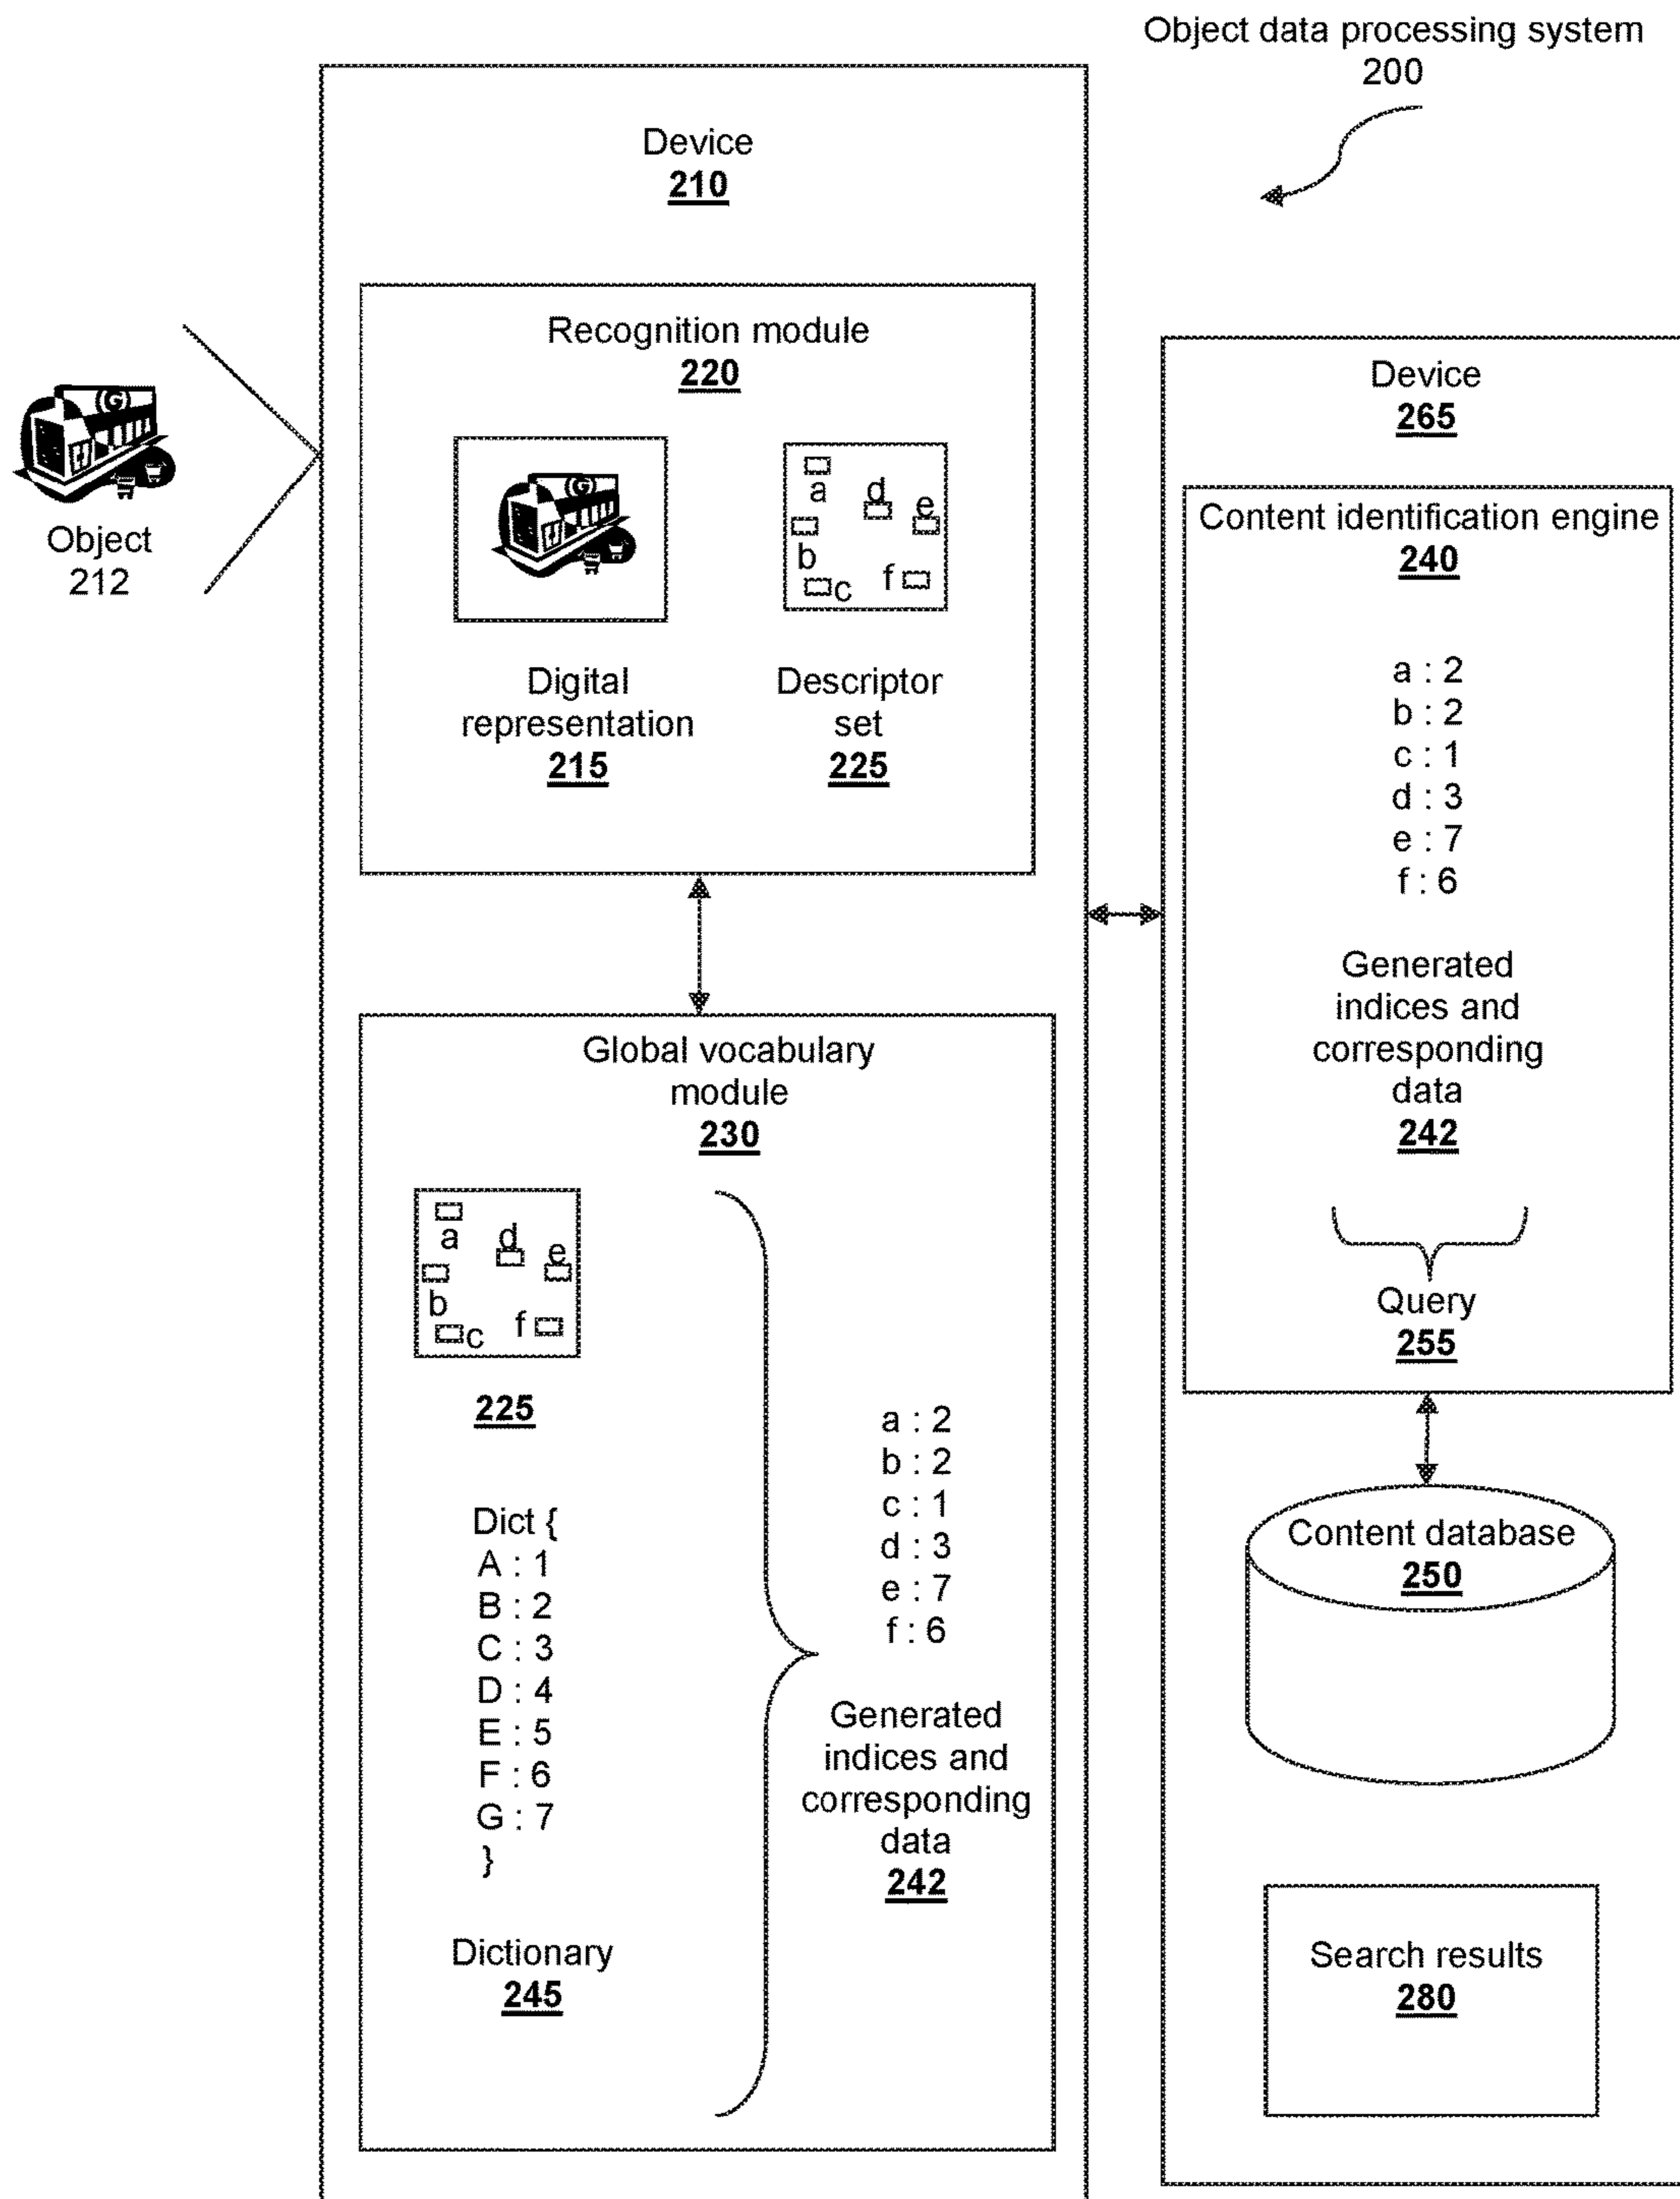 Object data processing system
200
Device
210
Recognition module
220
G
Object
212
G
a
d
e
b
c
f
Digital
representation
215
Descriptor
set
225
Global vocabulary
module
230
a
d
e
b
c
f
225
Dict {
A : 1
B : 2
C : 3
D : 4
E : 5
F : 6
G : 7
}
Dictionary
245
a : 2
b : 2
c : 1
d : 3
e : 7
f : 6
Generated
indices and
corresponding
data
242
Device
265
Content identification engine
240
a : 2
b : 2
c : 1
d : 3
e : 7
f : 6
Generated
indices and
corresponding
data
242
Query
255
Content database
250
Search results
280